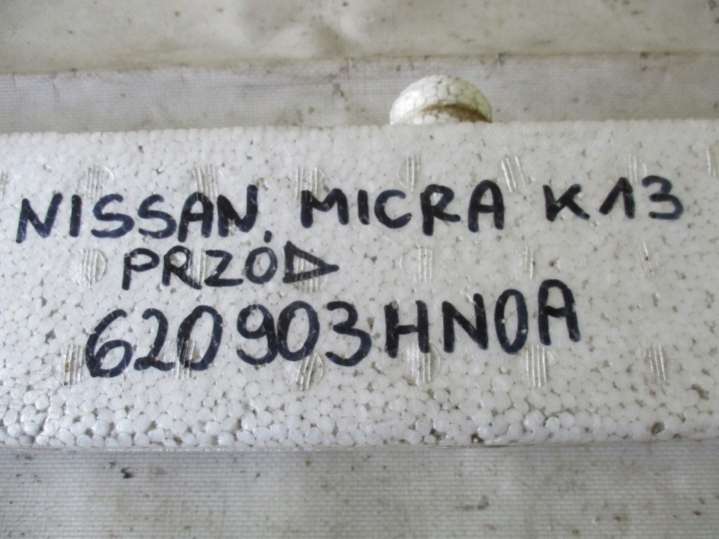 NISSAN. MICRA K13
PRZÓD
620903HN0A